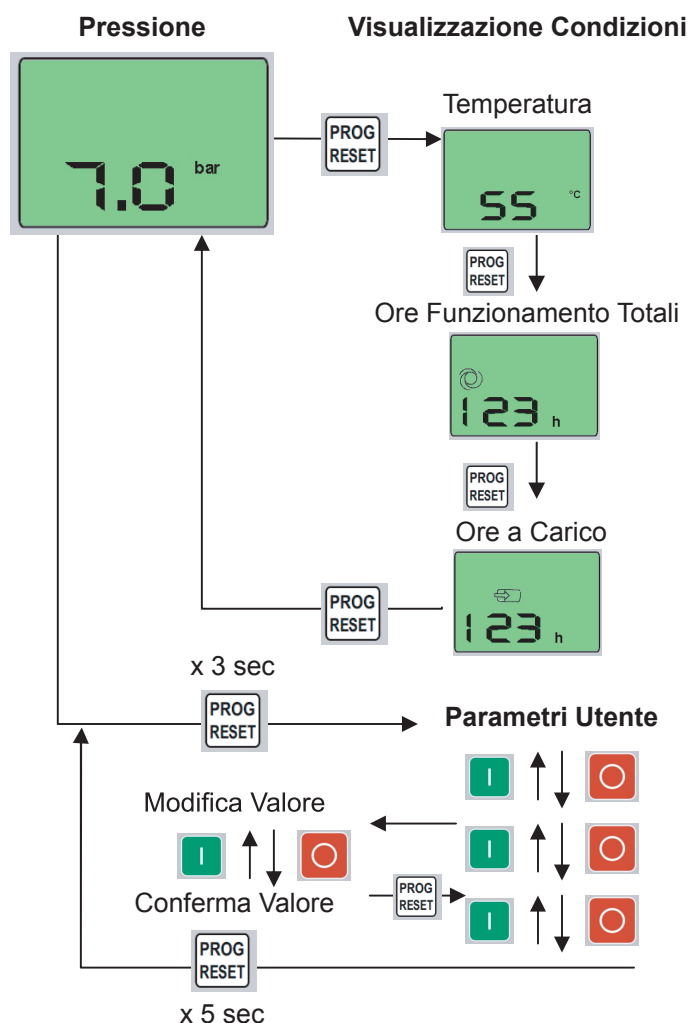 Pressione
Visualizzazione Condizioni
7.0 bar
PROG
RESET
Temperatura
55 °C
PROG
RESET
Ore Funzionamento Totali
123 h
PROG
RESET
Ore a Carico
123 h
PROG
RESET
x 3 sec
PROG
RESET
Parametri Utente
I
O
Modifica Valore
I
O
I
O
Conferma Valore
PROG
RESET
I
O
PROG
RESET
x 5 sec